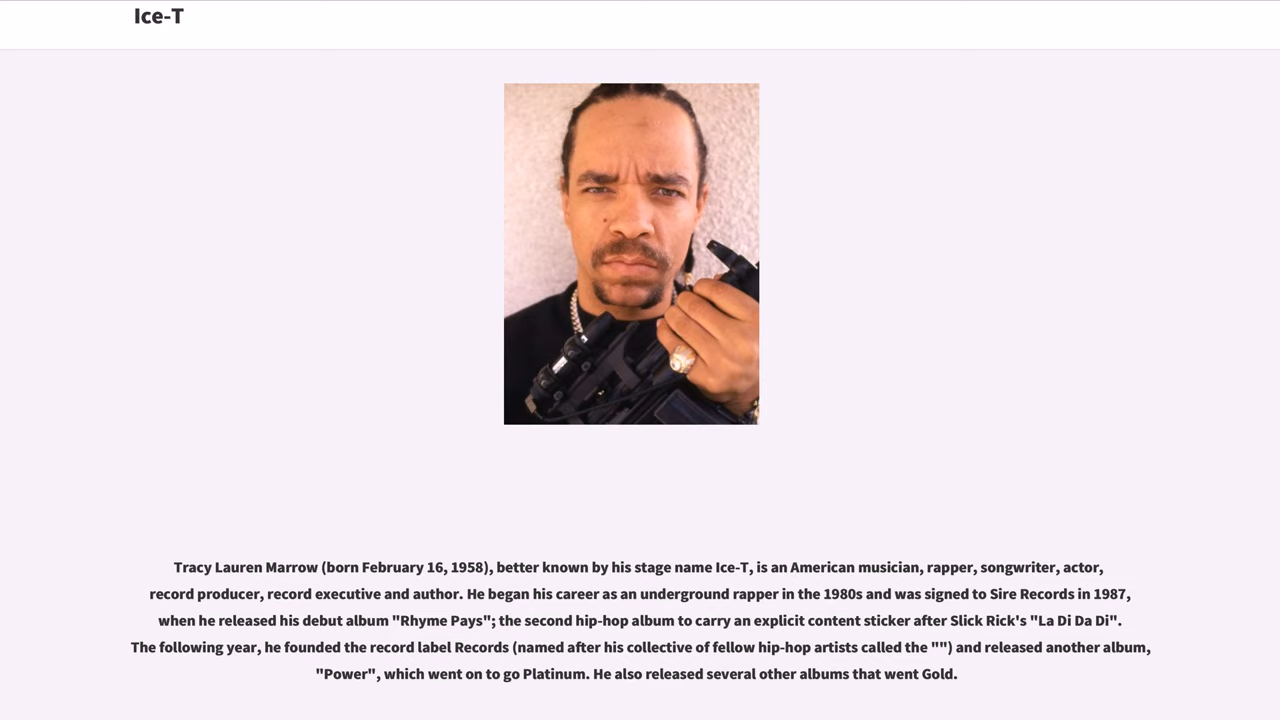 Ice-T
Tracy Lauren Marrow (born February 16, 1958), better known by his stage name Ice-T, is an American musician, rapper, songwriter, actor,
record producer, record executive and author. He began his career as an underground rapper in the 1980s and was signed to Sire Records in 1987,
when he released his debut album "Rhyme Pays"; the second hip-hop album to carry an explicit content sticker after Slick Rick's "La Di Da Di".
The following year, he founded the record label Records (named after his collective of fellow hip-hop artists called the "") and released another album,
"Power", which went on to go Platinum. He also released several other albums that went Gold.